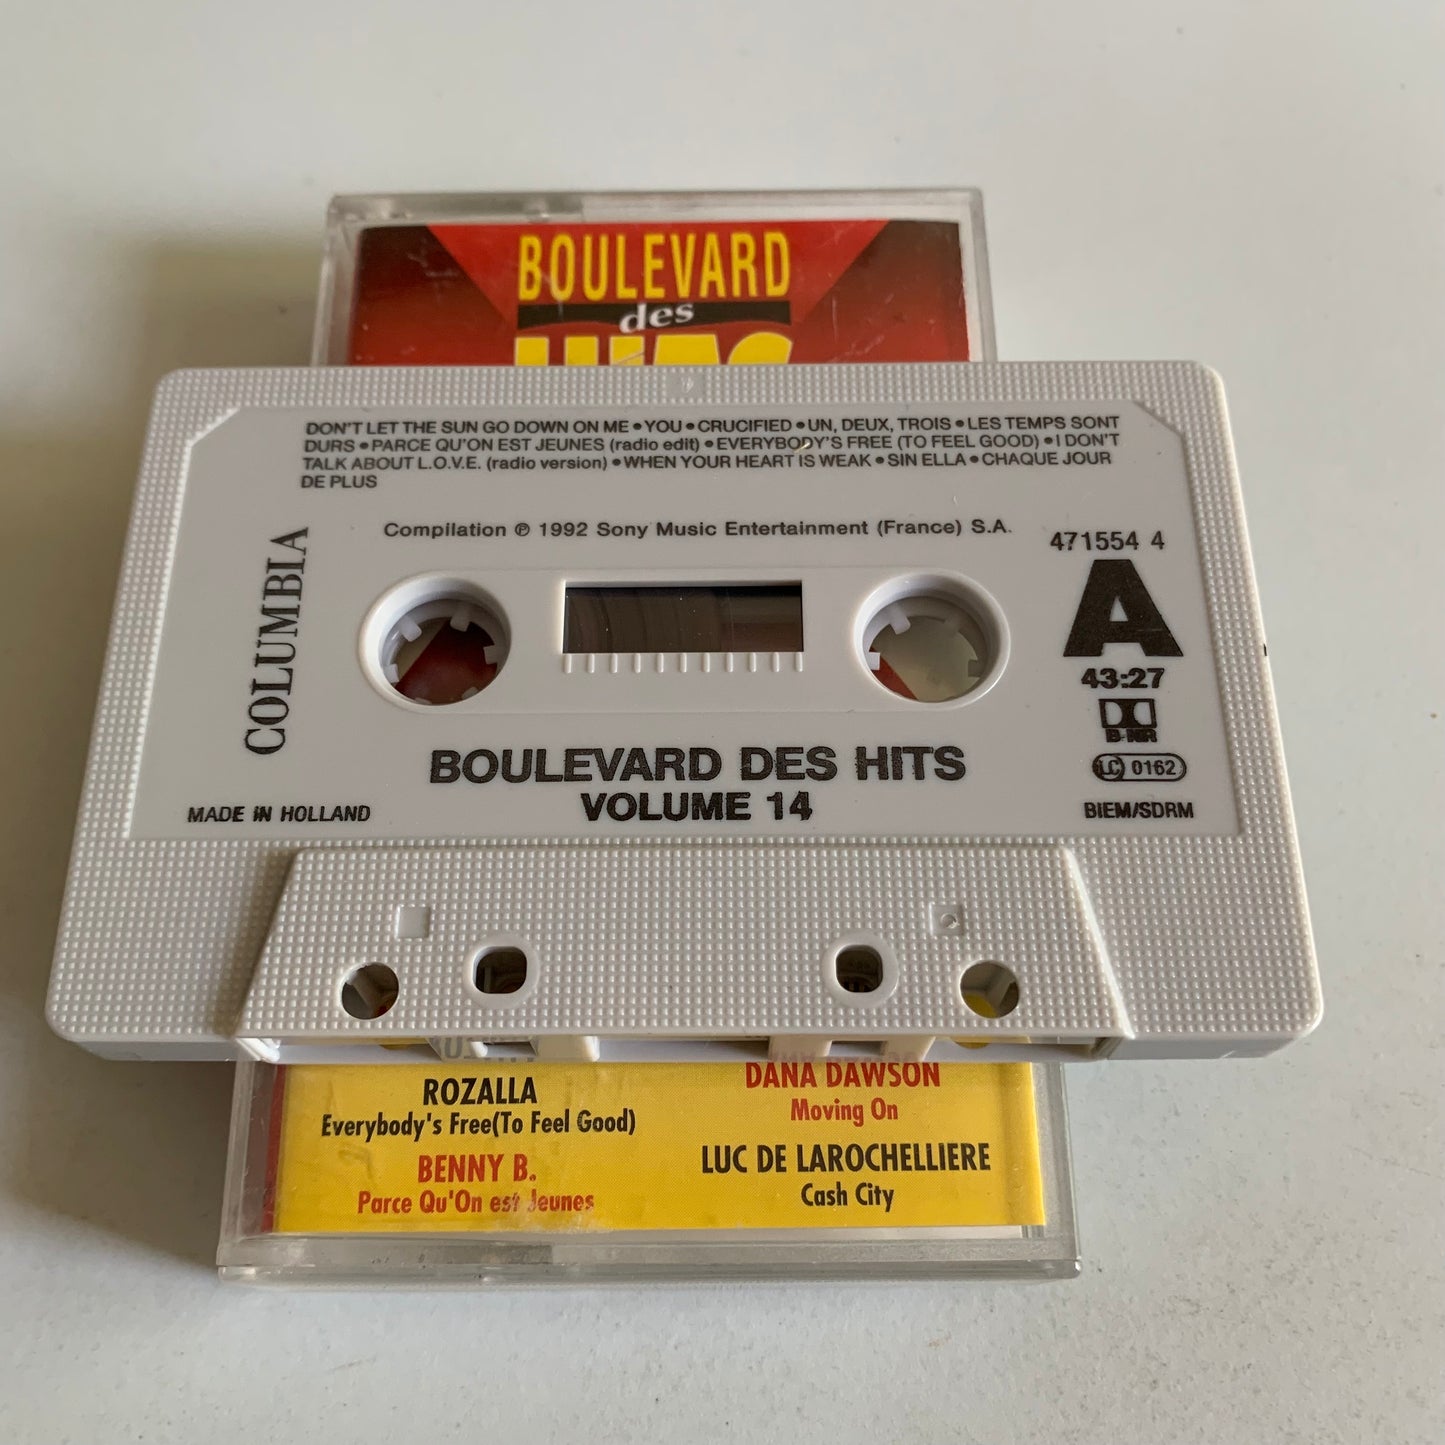 BOULEVARD
des
HITS
DON'T LET THE SUN GO DOWN ON ME • YOU • CRUCIFIED • UN, DEUX, TROIS • LES TEMPS SONT
DURS • PARCE QU'ON EST JEUNES (radio edit) • EVERYBODY'S FREE (TO FEEL GOOD) • I DON'T
TALK ABOUT L.O.V.E. (radio version) • WHEN YOUR HEART IS WEAK • SIN ELLA • CHAQUE JOUR
DE PLUS
Compilation ℗ 1992 Sony Music Entertainment (France) S.A.
471554 4
COLUMBIA
A
43:27
B NR
BOULEVARD DES HITS
VOLUME 14
LC 0162
MADE IN HOLLAND
BIEM/SDRM
ROZALLA
Everybody's Free(To Feel Good)
BENNY B.
Parce Qu'On est Jeunes
DANA DAWSON
Moving On
LUC DE LAROCHELLIERE
Cash City